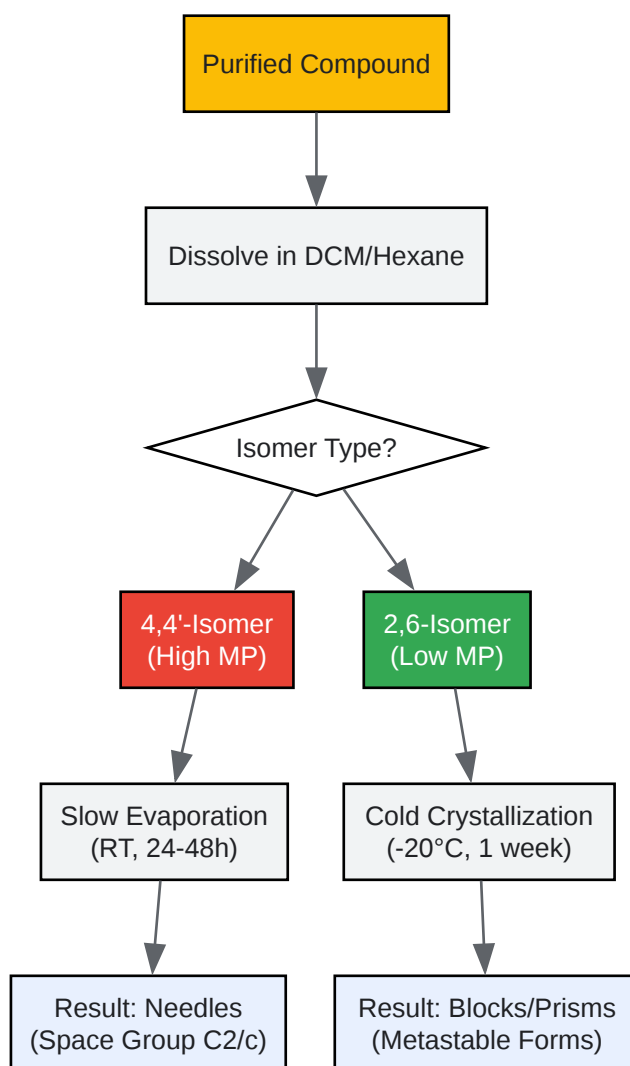 Purified Compound
Dissolve in DCM/Hexane
Isomer Type?
4,4'-Isomer
(High MP)
2,6-Isomer
(Low MP)
Slow Evaporation
(RT, 24-48h)
Cold Crystallization
(-20°C, 1 week)
Result: Needles
(Space Group C2/c)
Result: Blocks/Prisms
(Metastable Forms)